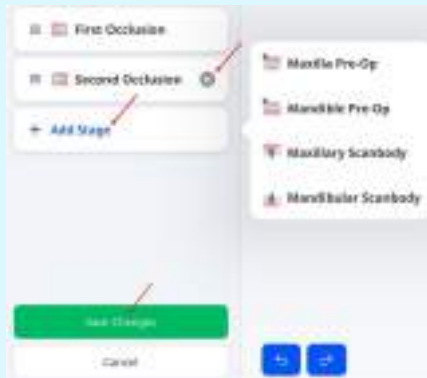 First Occlusion
Second Occlusion
+ Add Stage
Maxilla Pre-Op
Mandible Pre-Op
Maxillary Scanbody
Mandibular Scanbody
Save Changes
Cancel